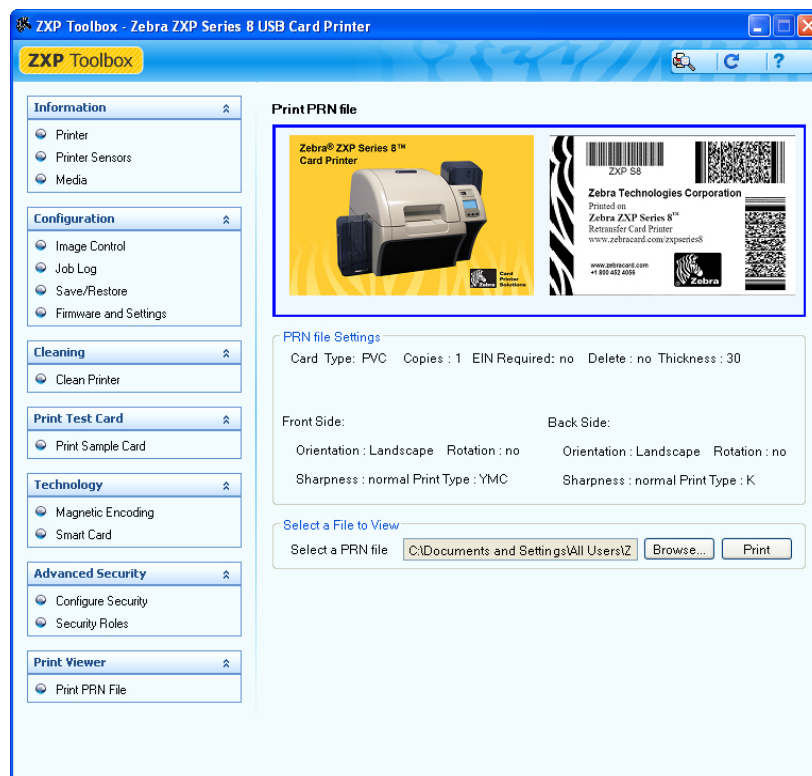 ZXP Toolbox - Zebra ZXP Series 8 USB Card Printer
ZXP Toolbox
?
Information
Printer
Printer Sensors
Media
Configuration
Image Control
Job Log
Save/Restore
Firmware and Settings
Cleaning
Clean Printer
Print Test Card
Print Sample Card
Technology
Magnetic Encoding
Smart Card
Advanced Security
Configure Security
Security Roles
Print Viewer
Print PRN File
Print PRN file
Zebra® ZXP Series 8™
Card Printer
Zebra
Card
Printer
Solutions
ZXP S8
Zebra Technologies Corporation
Printed on
Zebra ZXP Series 8™
Retransfer Card Printer
www.zebracard.com/zxpseries8
www.zebracard.com
+1 800 452 4056
Zebra
PRN file Settings
Card Type: PVC Copies : 1 EIN Required: no Delete : no Thickness : 30
Front Side:
Orientation : Landscape Rotation : no
Sharpness : normal Print Type : YMC
Back Side:
Orientation : Landscape Rotation : no
Sharpness : normal Print Type : K
Select a File to View
Select a PRN file C:\Documents and Settings\All Users\Z Browse... Print